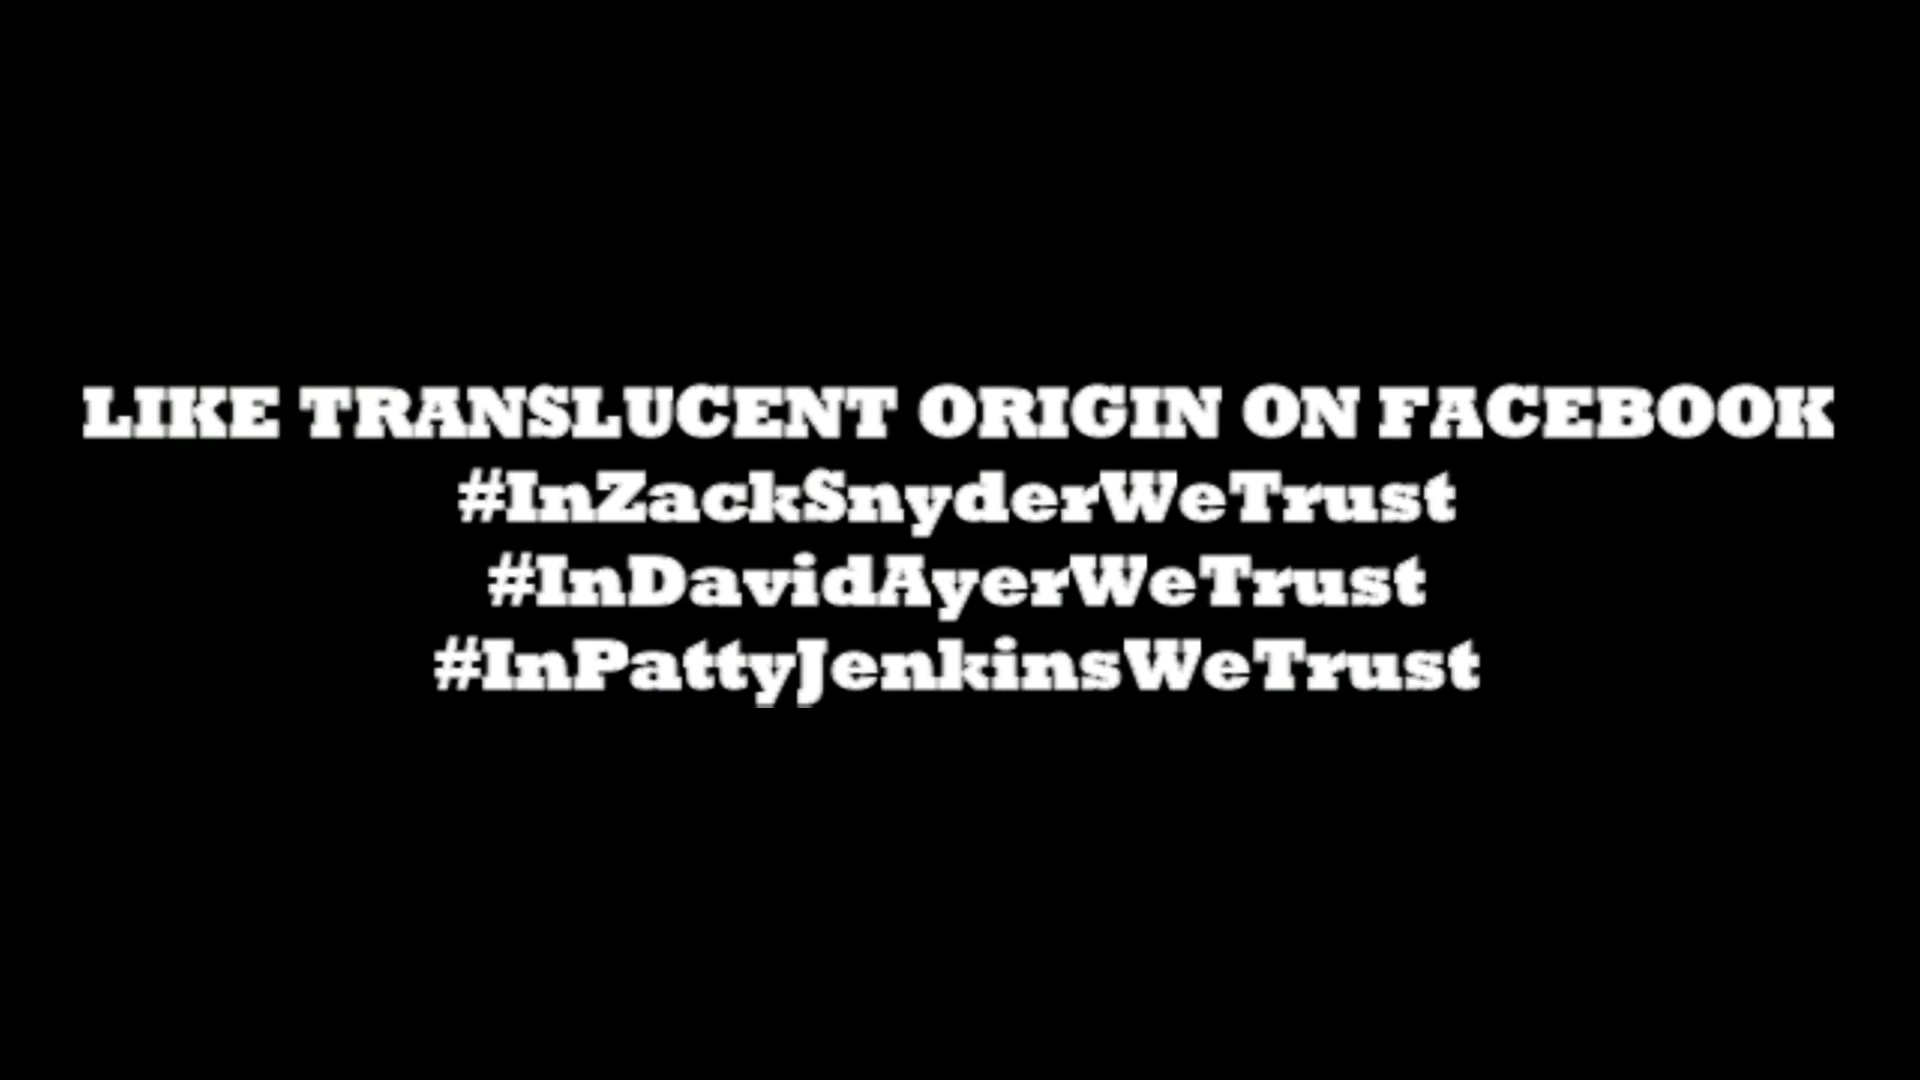 LIKE TRANSLUCENT ORIGIN ON FACEBOOK
#InZackSnyderWeTrust
#InDavidAyerWeTrust
#InPattyJenkinsWeTrust